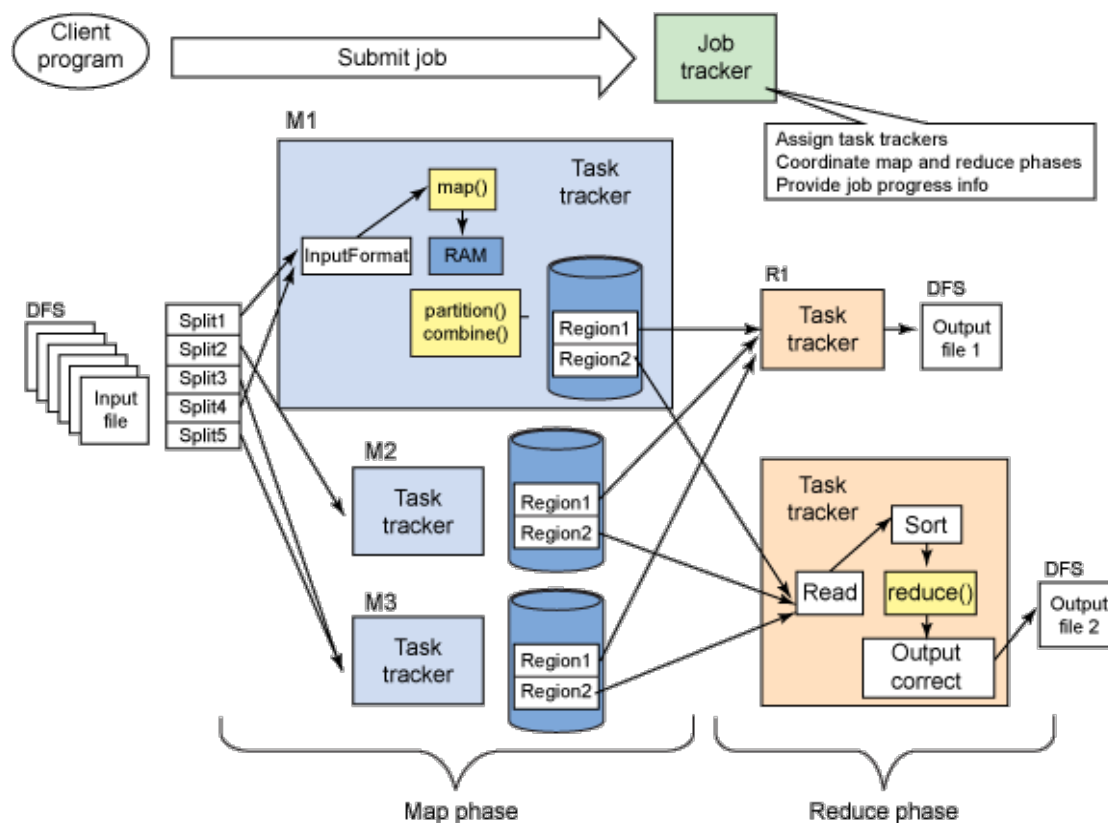 Client
program
Submit job
Job
tracker
Assign task trackers
Coordinate map and reduce phases
Provide job progress info
M1
Task
tracker
map()
InputFormat
RAM
partition()
combine()
Region1
Region2
DFS
Input
file
Split1
Split2
Split3
Split4
Split5
M2
Task
tracker
Region1
Region2
M3
Task
tracker
Region1
Region2
R1
Task
tracker
DFS
Output
file 1
Task
tracker
Sort
Read
reduce()
Output
correct
DFS
Output
file 2
Map phase
Reduce phase